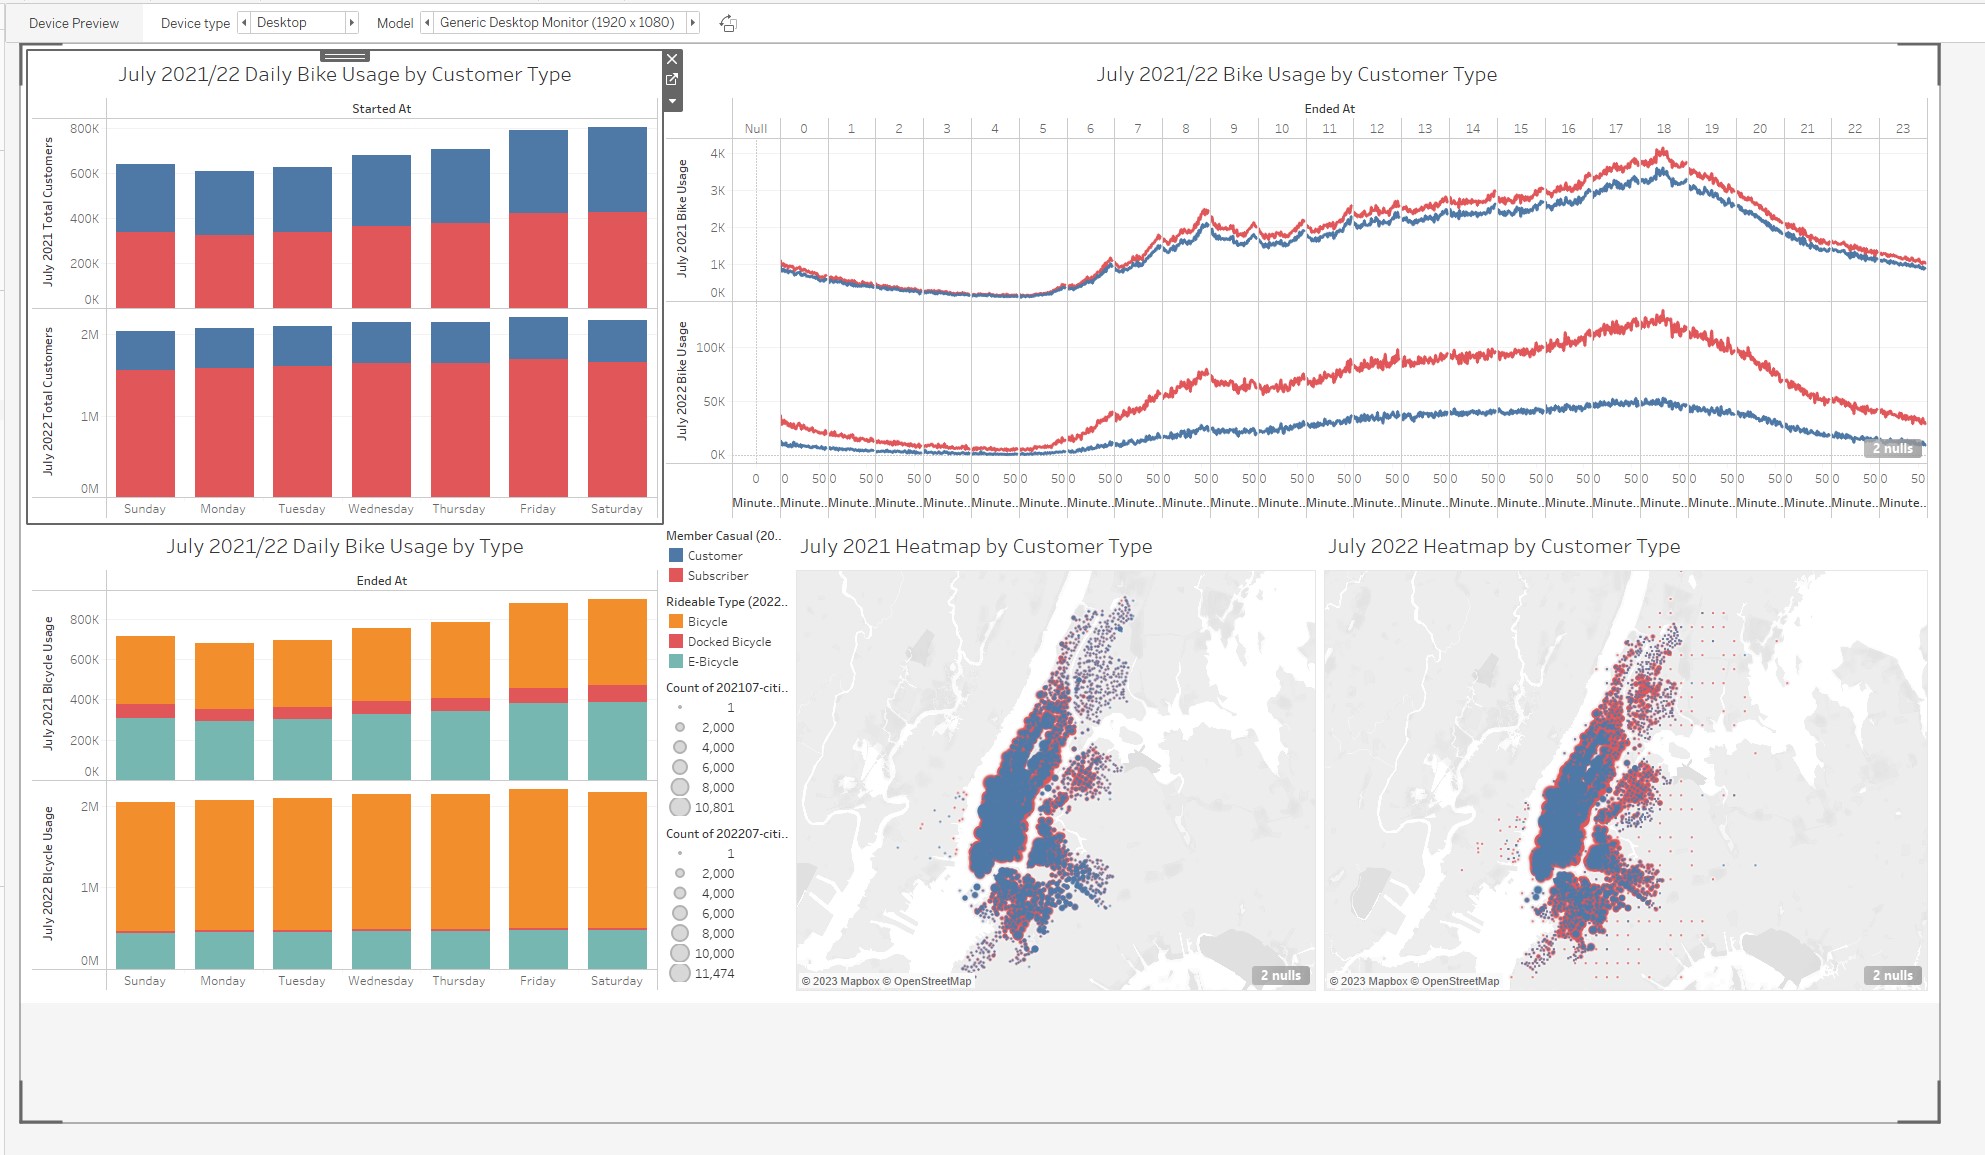 Device Preview
Device type Desktop
Model Generic Desktop Monitor (1920 x 1080)
July 2021/22 Daily Bike Usage by Customer Type
Started At
July 2021 Total Customers
800K
600K
400K
200K
0K
July 2022 Total Customers
2M
1M
0M
Sunday Monday Tuesday Wednesday Thursday Friday Saturday
July 2021/22 Bike Usage by Customer Type
Ended At
Null 0 1 2 3 4 5 6 7 8 9 10 11 12 13 14 15 16 17 18 19 20 21 22 23
July 2021 Bike Usage
4K
3K
2K
1K
0K
July 2022 Bike Usage
100K
50K
0K
2 nulls
0 0 50 0 50 0 50 0 50 0 50 0 50 0 50 0 50 0 50 0 50 0 50 0 50 0 50 0 50 0 50 0 50 0 50 0 50 0 50 0 50 0 50 0 50 0 50 0 50
Minute.. Minute.. Minute.. Minute.. Minute.. Minute.. Minute.. Minute.. Minute.. Minute.. Minute.. Minute.. Minute.. Minute.. Minute.. Minute.. Minute.. Minute.. Minute.. Minute.. Minute.. Minute.. Minute.. Minute.. Minute..
July 2021/22 Daily Bike Usage by Type
Ended At
July 2021 BIcycle Usage
800K
600K
400K
200K
0K
July 2022 BIcycle Usage
2M
1M
0M
Sunday Monday Tuesday Wednesday Thursday Friday Saturday
Member Casual (20..
Customer
Subscriber
Rideable Type (2022..
Bicycle
Docked Bicycle
E-Bicycle
Count of 202107-citi..
1
2,000
4,000
6,000
8,000
10,801
Count of 202207-citi..
1
2,000
4,000
6,000
8,000
10,000
11,474
July 2021 Heatmap by Customer Type
© 2023 Mapbox © OpenStreetMap
2 nulls
July 2022 Heatmap by Customer Type
© 2023 Mapbox © OpenStreetMap
2 nulls